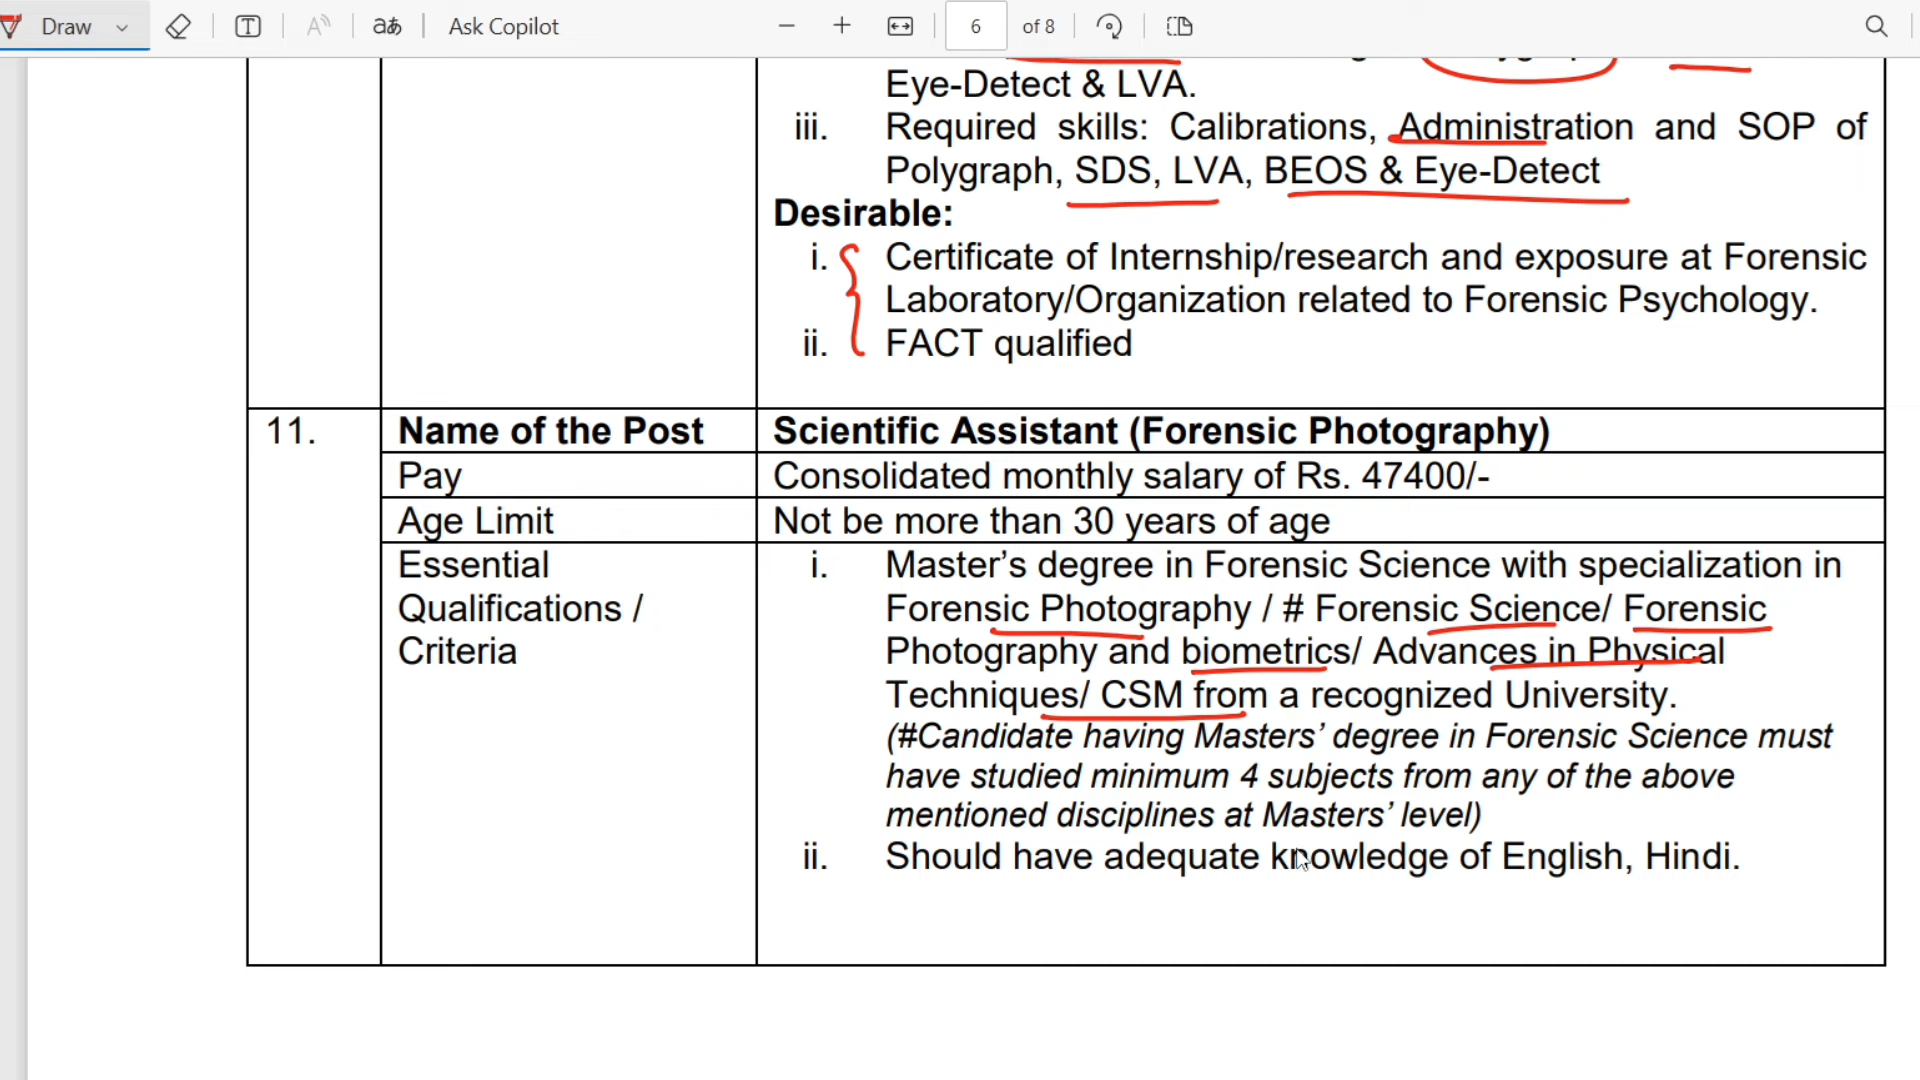 Draw aあ Ask Copilot 6 of 8
Eye-Detect & LVA.
iii. Required skills: Calibrations, Administration and SOP of
Polygraph, SDS, LVA, BEOS & Eye-Detect
Desirable:
i. Certificate of Internship/research and exposure at Forensic
Laboratory/Organization related to Forensic Psychology.
ii. FACT qualified
11. Name of the Post Scientific Assistant (Forensic Photography)
Pay Consolidated monthly salary of Rs. 47400/-
Age Limit Not be more than 30 years of age
Essential i. Master’s degree in Forensic Science with specialization in
Qualifications / Forensic Photography / # Forensic Science/ Forensic
Criteria Photography and biometrics/ Advances in Physical
Techniques/ CSM from a recognized University.
(#Candidate having Masters’ degree in Forensic Science must
have studied minimum 4 subjects from any of the above
mentioned disciplines at Masters’ level)
ii. Should have adequate knowledge of English, Hindi.